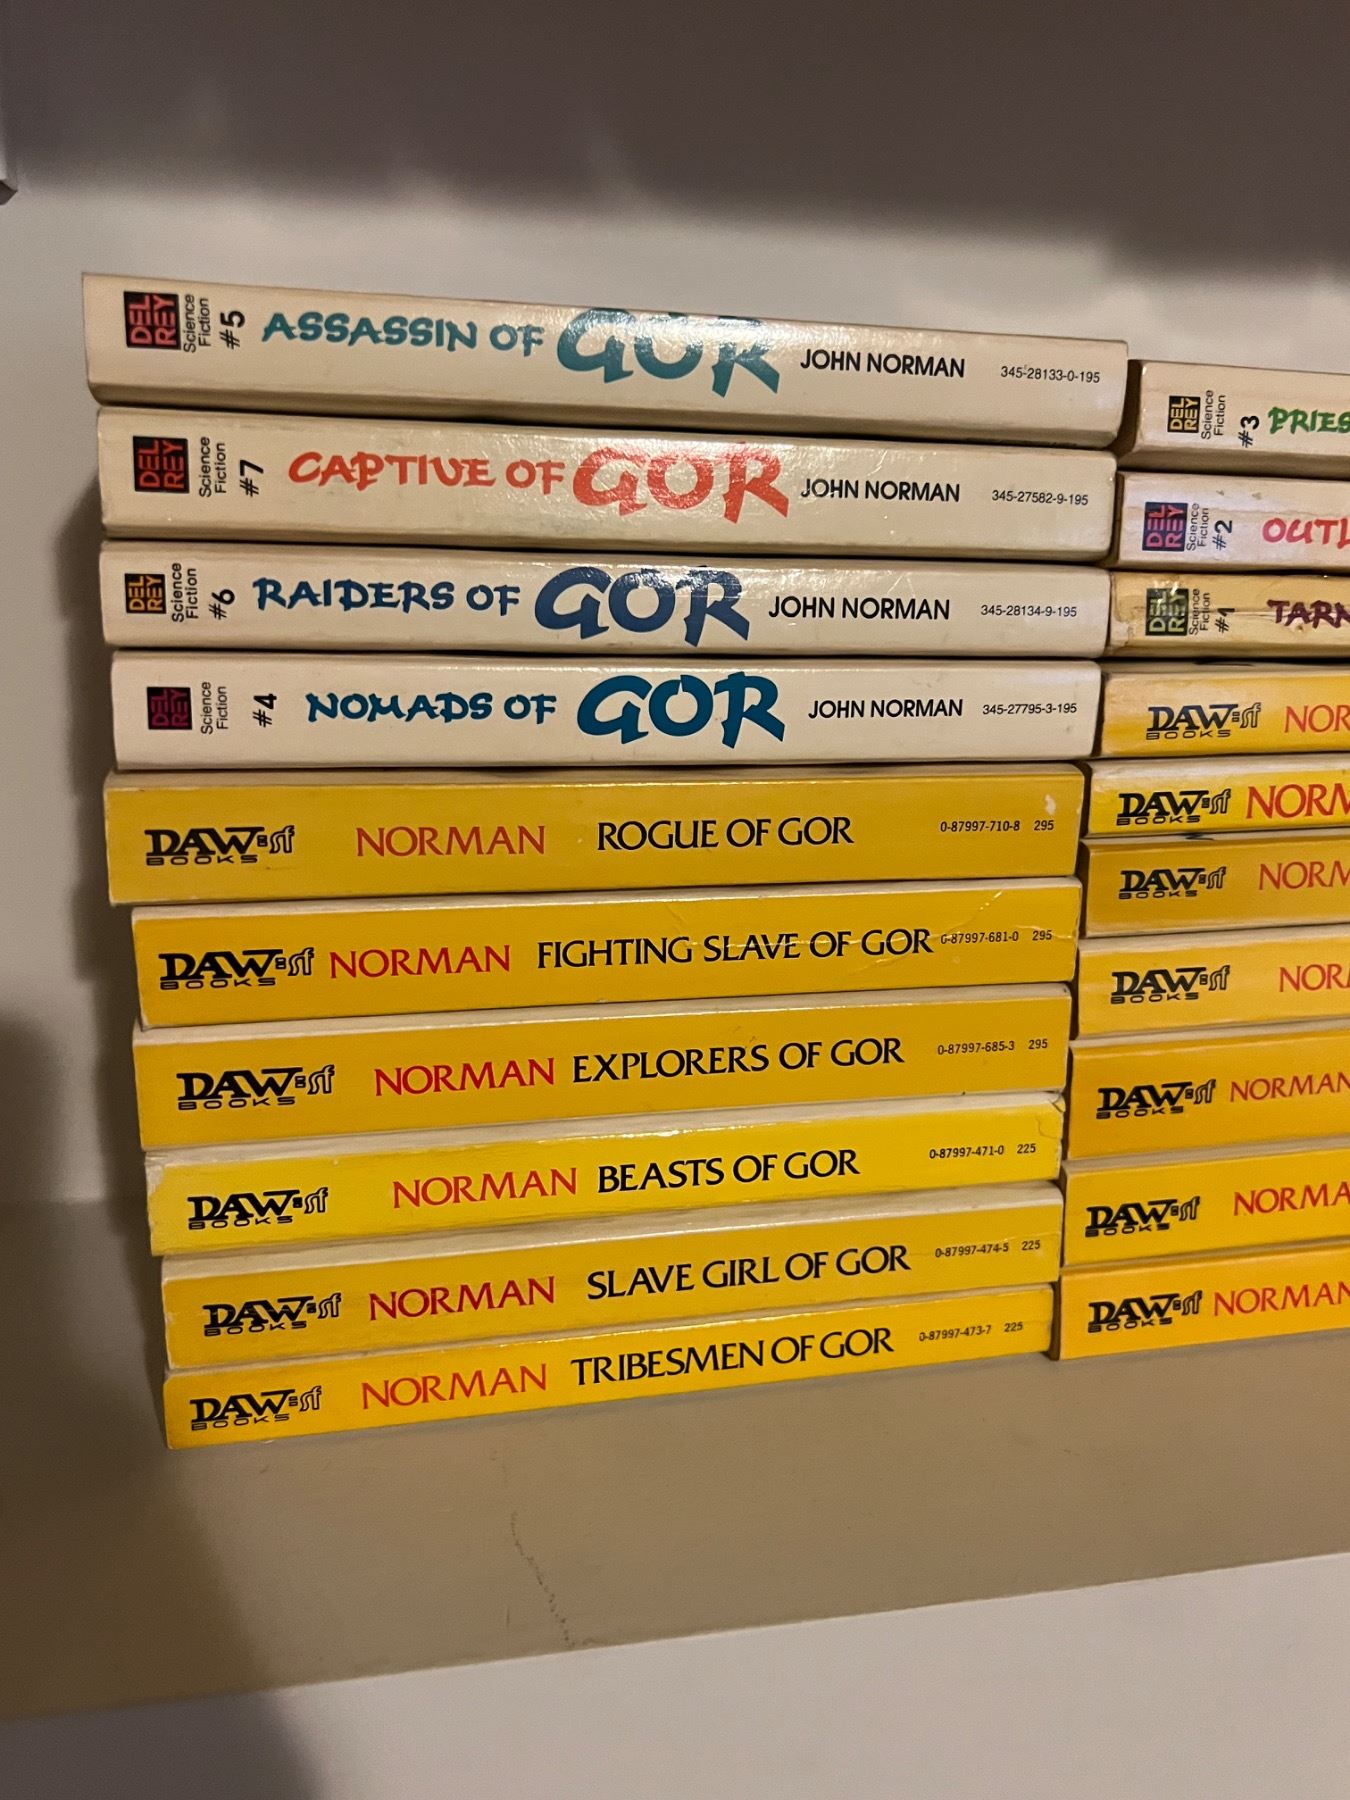 DEL REY Science Fiction #5 ASSASSIN OF GOR JOHN NORMAN 345-28133-0-195
DEL REY Science Fiction #7 CAPTIVE OF GOR JOHN NORMAN 345-27582-9-195
DEL REY Science Fiction #6 RAIDERS OF GOR JOHN NORMAN 345-28134-9-195
DEL REY Science Fiction #4 NOMADS OF GOR JOHN NORMAN 345-27795-3-195
DAW=sf BOOKS NORMAN ROGUE OF GOR 0-87997-710-8 295
DAW=sf BOOKS NORMAN FIGHTING SLAVE OF GOR 0-87997-681-0 295
DAW=sf BOOKS NORMAN EXPLORERS OF GOR 0-87997-685-3 295
DAW=sf BOOKS NORMAN BEASTS OF GOR 0-87997-471-0 225
DAW=sf BOOKS NORMAN SLAVE GIRL OF GOR 0-87997-474-5 225
DAW=sf BOOKS NORMAN TRIBESMEN OF GOR 0-87997-473-7 225
DEL REY Science Fiction #3 PRIES
DEL REY Science Fiction #2 OUTL
DEL REY Science Fiction #1 TARN
DAW=sf BOOKS NOR
DAW=sf BOOKS NORM
DAW=sf BOOKS NORM
DAW=sf BOOKS NOR
DAW=sf BOOKS NORMAN
DAW=sf BOOKS NORMA
DAW=sf BOOKS NORMAN